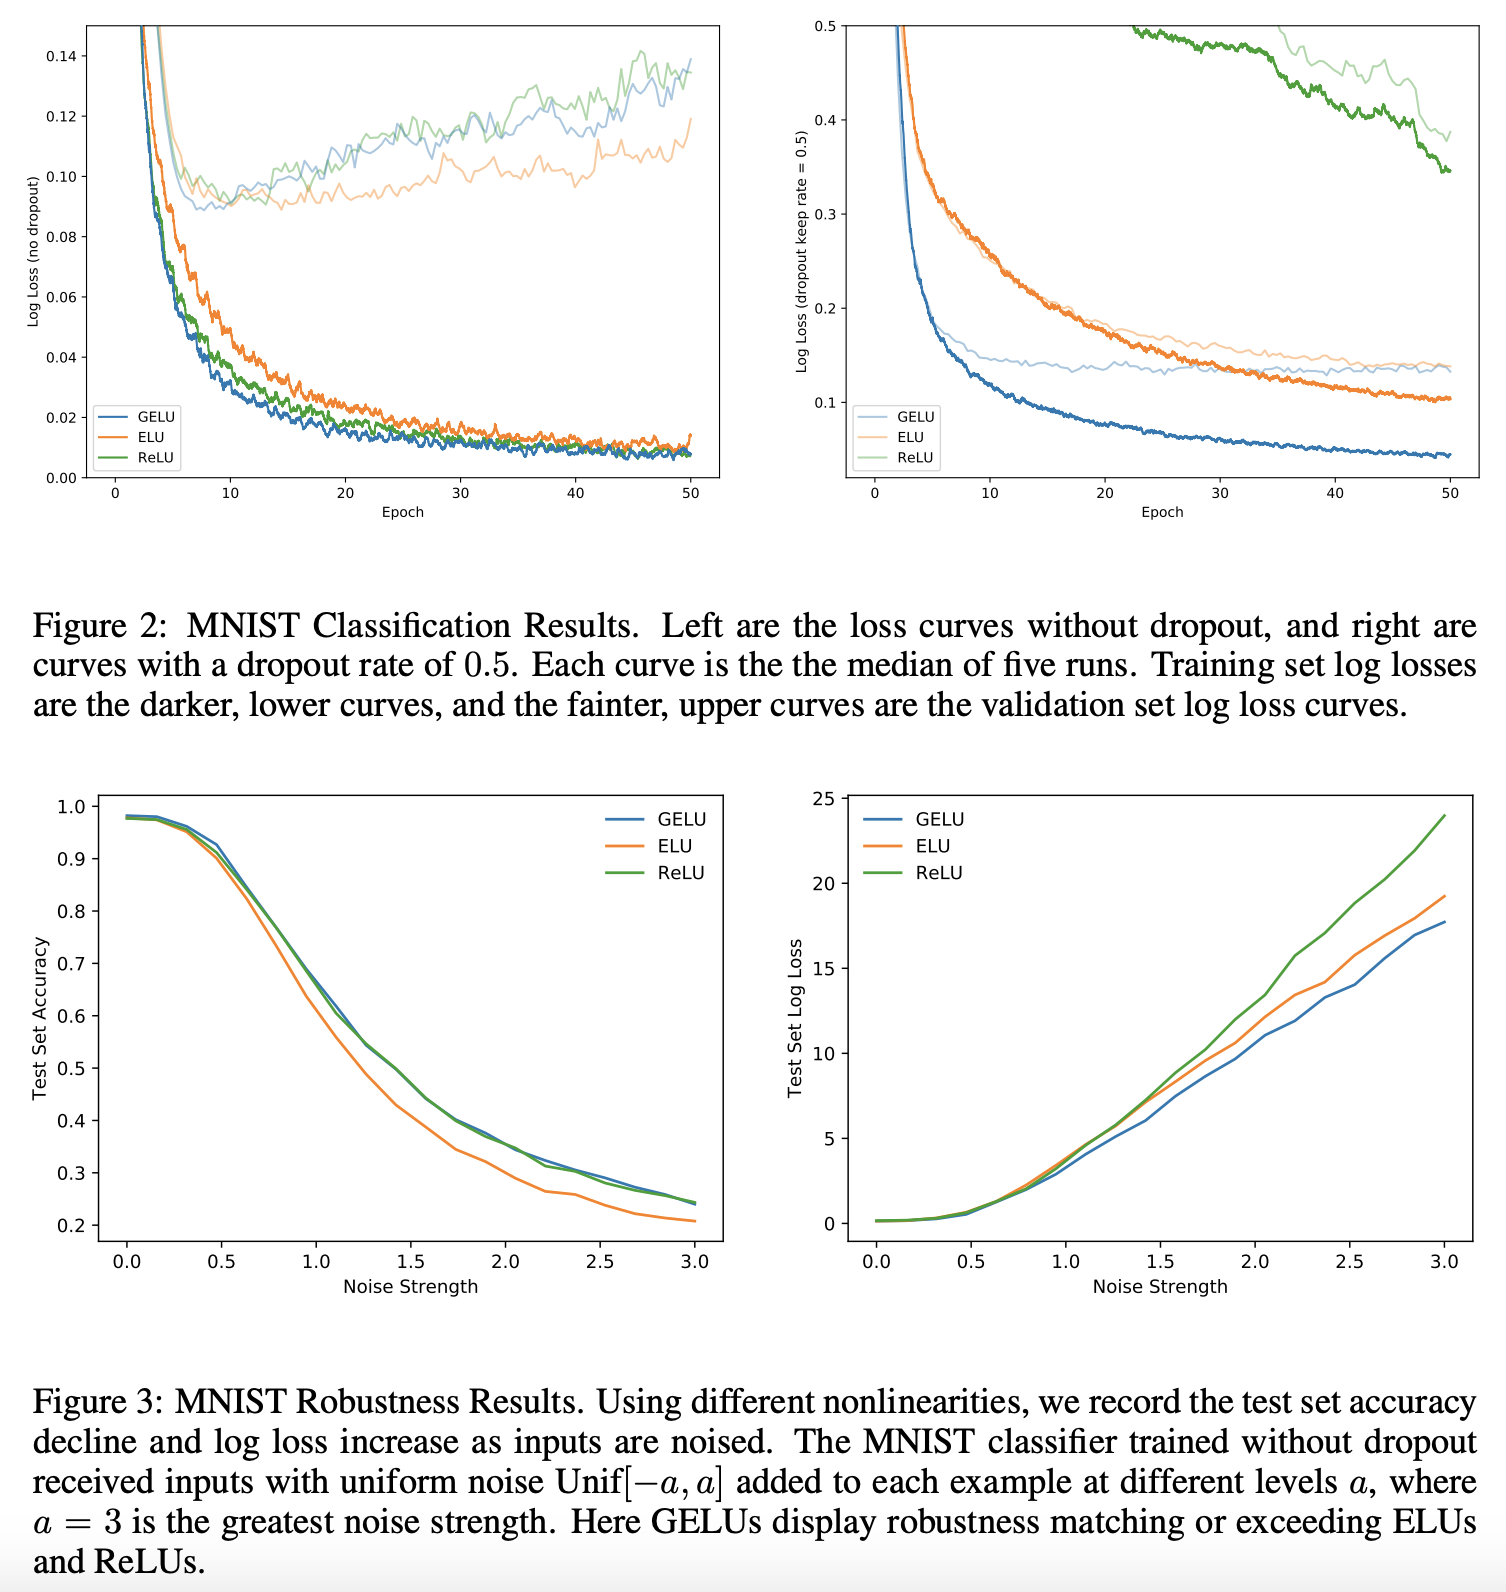 0.14
0.12
0.10
0.08
0.06
0.04
0.02
0.00
Log Loss (no dropout)
GELU
ELU
ReLU
0 10 20 30 40 50
Epoch
0.5
0.4
0.3
0.2
0.1
Log Loss (dropout keep rate = 0.5)
GELU
ELU
ReLU
0 10 20 30 40 50
Epoch
Figure 2: MNIST Classification Results. Left are the loss curves without dropout, and right are
curves with a dropout rate of 0.5. Each curve is the the median of five runs. Training set log losses
are the darker, lower curves, and the fainter, upper curves are the validation set log loss curves.
1.0
0.9
0.8
0.7
0.6
0.5
0.4
0.3
0.2
Test Set Accuracy
GELU
ELU
ReLU
0.0 0.5 1.0 1.5 2.0 2.5 3.0
Noise Strength
25
20
15
10
5
0
Test Set Log Loss
GELU
ELU
ReLU
0.0 0.5 1.0 1.5 2.0 2.5 3.0
Noise Strength
Figure 3: MNIST Robustness Results. Using different nonlinearities, we record the test set accuracy
decline and log loss increase as inputs are noised. The MNIST classifier trained without dropout
received inputs with uniform noise Unif[−a, a] added to each example at different levels a, where
a = 3 is the greatest noise strength. Here GELUs display robustness matching or exceeding ELUs
and ReLUs.